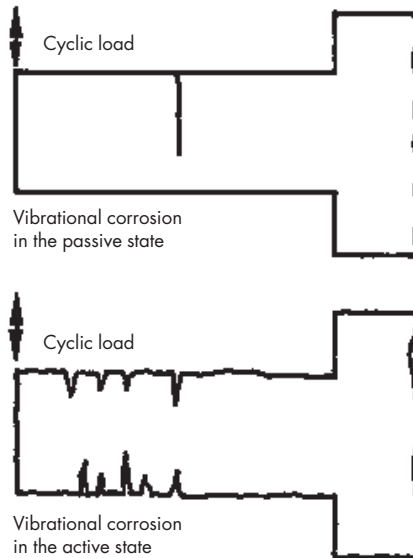 Cyclic load
Vibrational corrosion
in the passive state
Cyclic load
Vibrational corrosion
in the active state